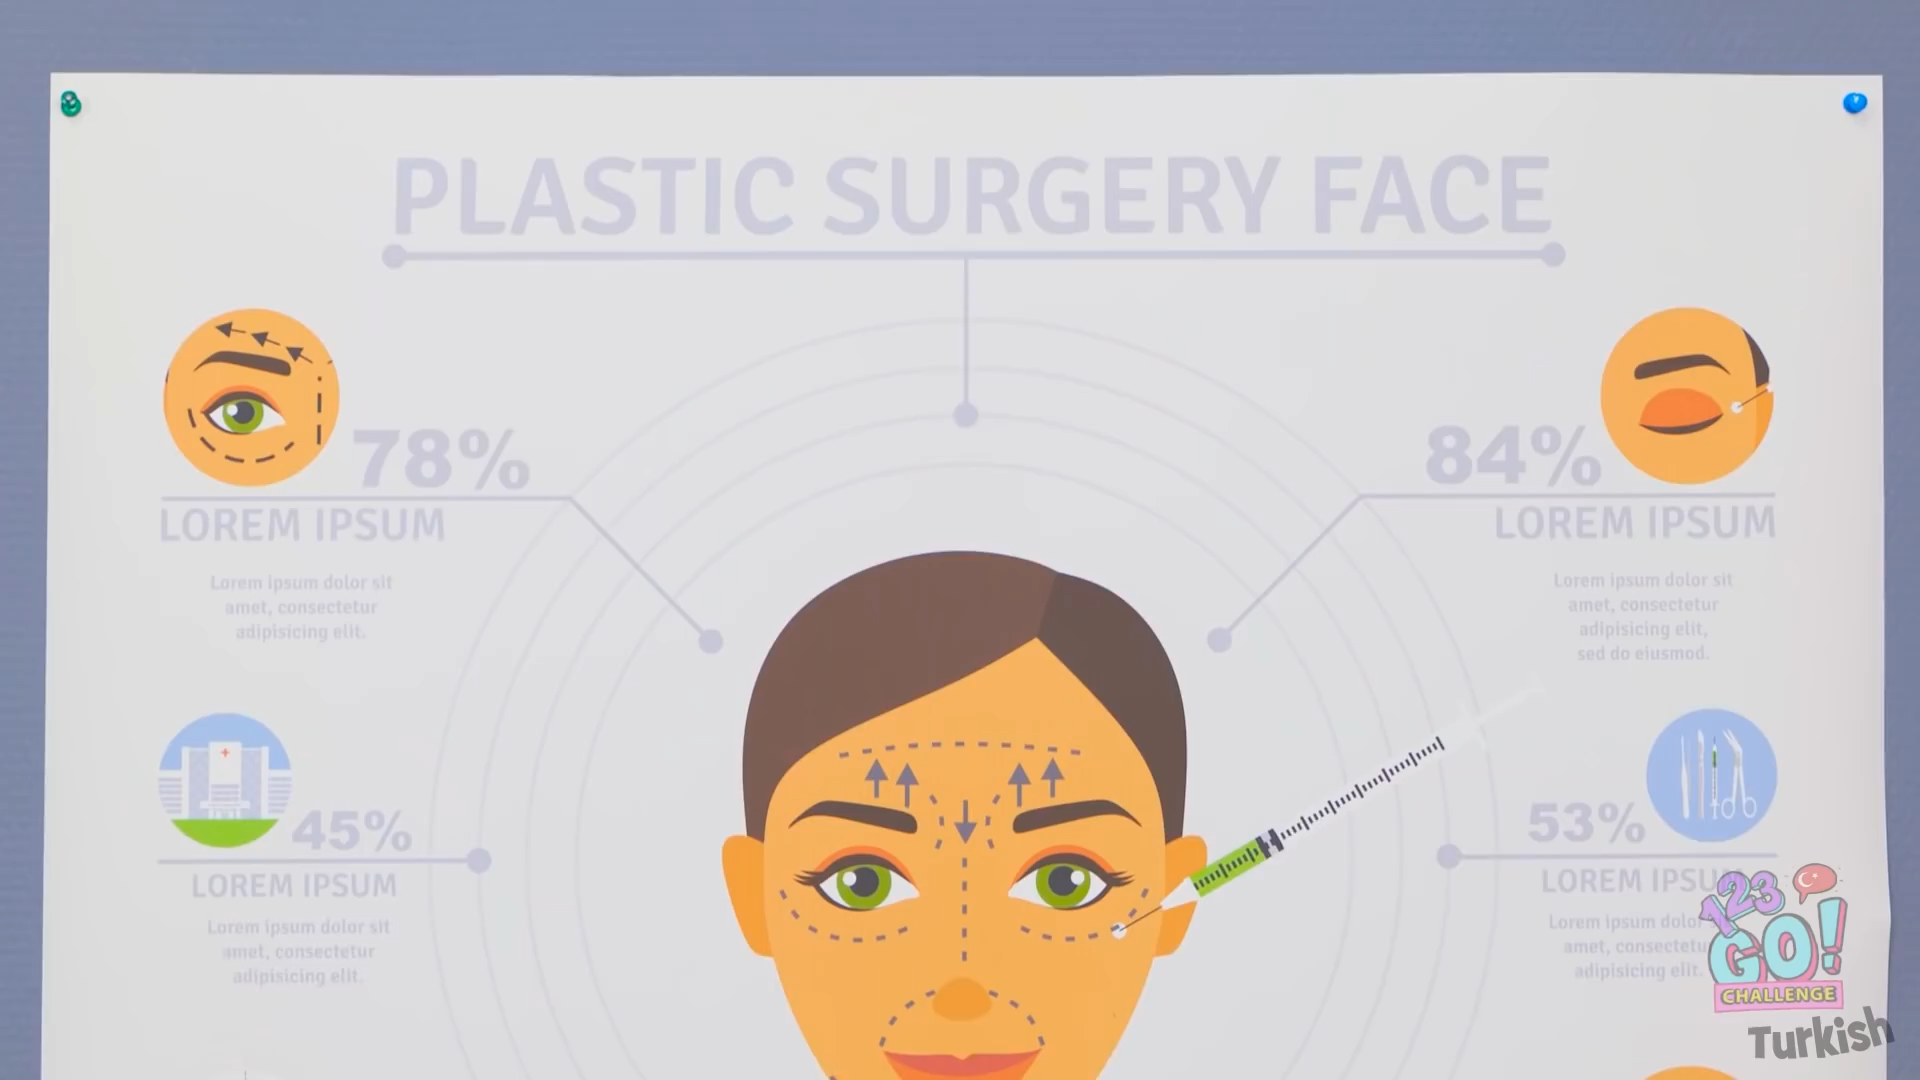 PLASTIC SURGERY FACE
78%
LOREM IPSUM
Lorem ipsum dolor sit
amet, consectetur
adipisicing elit.
84%
LOREM IPSUM
Lorem ipsum dolor sit
amet, consectetur
adipisicing elit,
sed do eiusmod.
45%
LOREM IPSUM
Lorem ipsum dolor sit
amet, consectetur
adipisicing elit.
53%
LOREM IPSUM
Lorem ipsum dolor
amet, consectetu
adipisicing elit.
123
GO!
CHALLENGE
Turkish